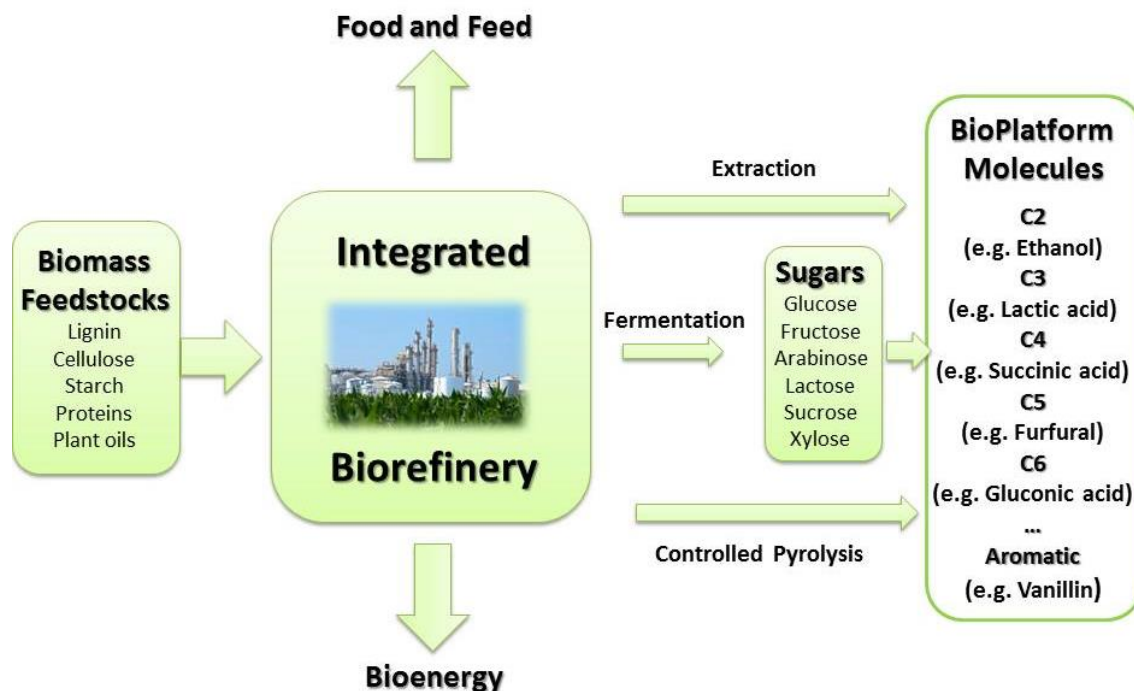 Food and Feed
Biomass
Feedstocks
Lignin
Cellulose
Starch
Proteins
Plant oils
Integrated
Biorefinery
Bioenergy
Extraction
Fermentation
Controlled Pyrolysis
Sugars
Glucose
Fructose
Arabinose
Lactose
Sucrose
Xylose
BioPlatform
Molecules
C2
(e.g. Ethanol)
C3
(e.g. Lactic acid)
C4
(e.g. Succinic acid)
C5
(e.g. Furfural)
C6
(e.g. Gluconic acid)
...
Aromatic
(e.g. Vanillin)